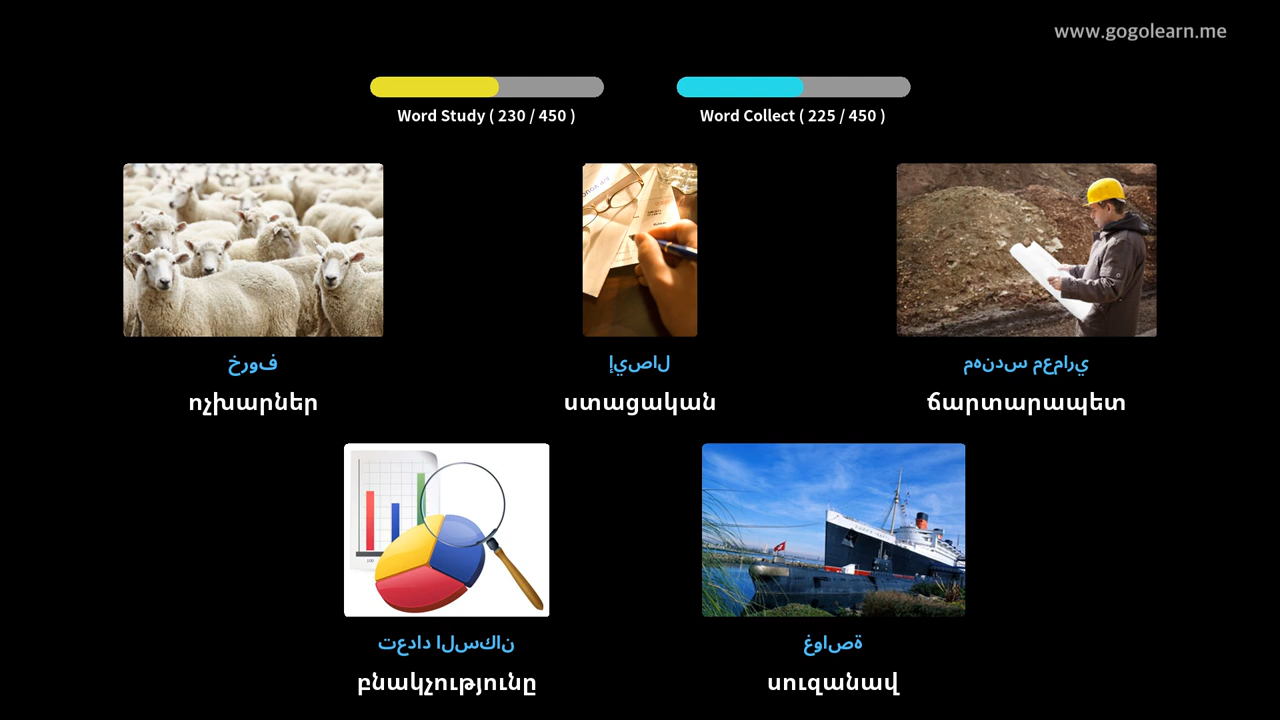 www.gogolearn.me
Word Study ( 230 / 450 )
Word Collect ( 225 / 450 )
خروف
ոչխարներ
إيصال
ստացական
مهندس معماري
ճարտարապետ
تعداد السكان
բնակչությունը
غواصة
սուզանավ